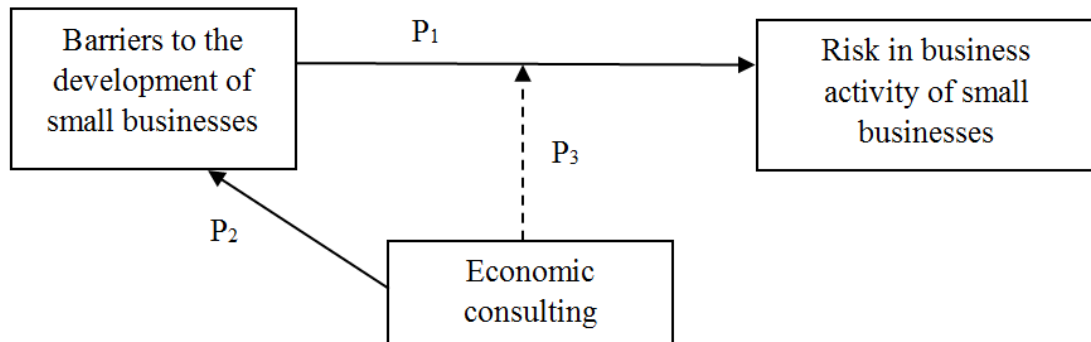 Barriers to the
development of
small businesses
P₁
Risk in business
activity of small
businesses
P₃
P₂
Economic
consulting